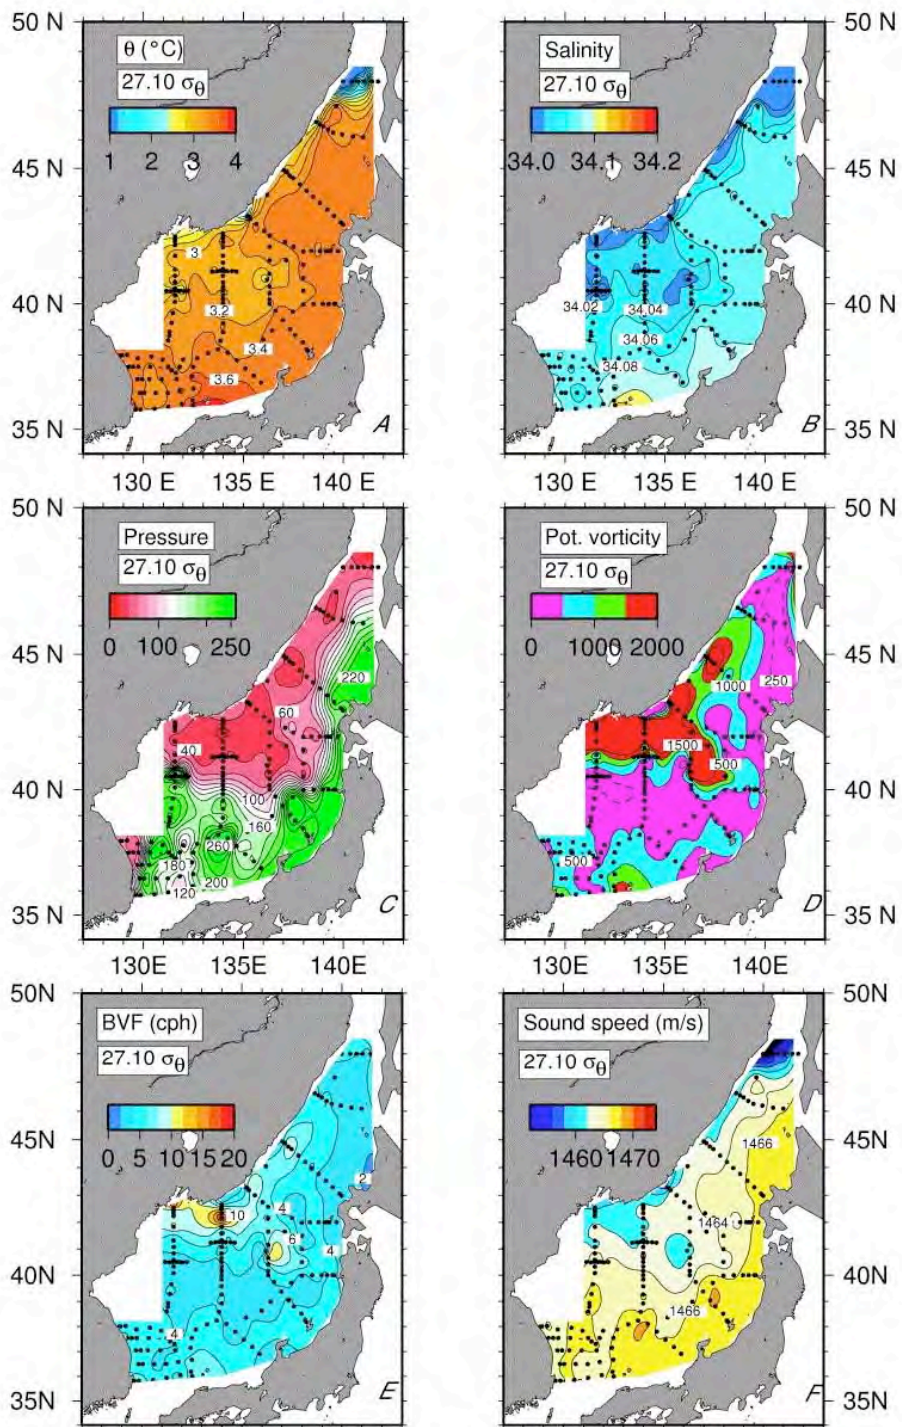 50 N
50 N
θ (°C)
Salinity
27.10 σθ
27.10 σθ
1 2 3 4
34.0 34.1 34.2
45 N
45 N
3
40 N
40 N
3.2
34.02
34.04
3.4
34.06
3.6
34.08
35 N
A
B
35 N
130 E 135 E 140 E
130 E 135 E 140 E
50 N
50 N
Pressure
Pot. vorticity
27.10 σθ
27.10 σθ
0 100 250
0 1000 2000
45 N
45 N
220
1000
250
60
40
1500
500
40 N
40 N
100
160
260
180
200
120
500
35 N
C
D
35 N
130E 135E 140E
130E 135E 140E
50N
50N
BVF (cph)
Sound speed (m/s)
27.10 σθ
27.10 σθ
0 5 10 15 20
1460 1470
45N
45N
1466
2
10
4
6
4
1464
40N
40N
4
1466
35N
E
F
35N